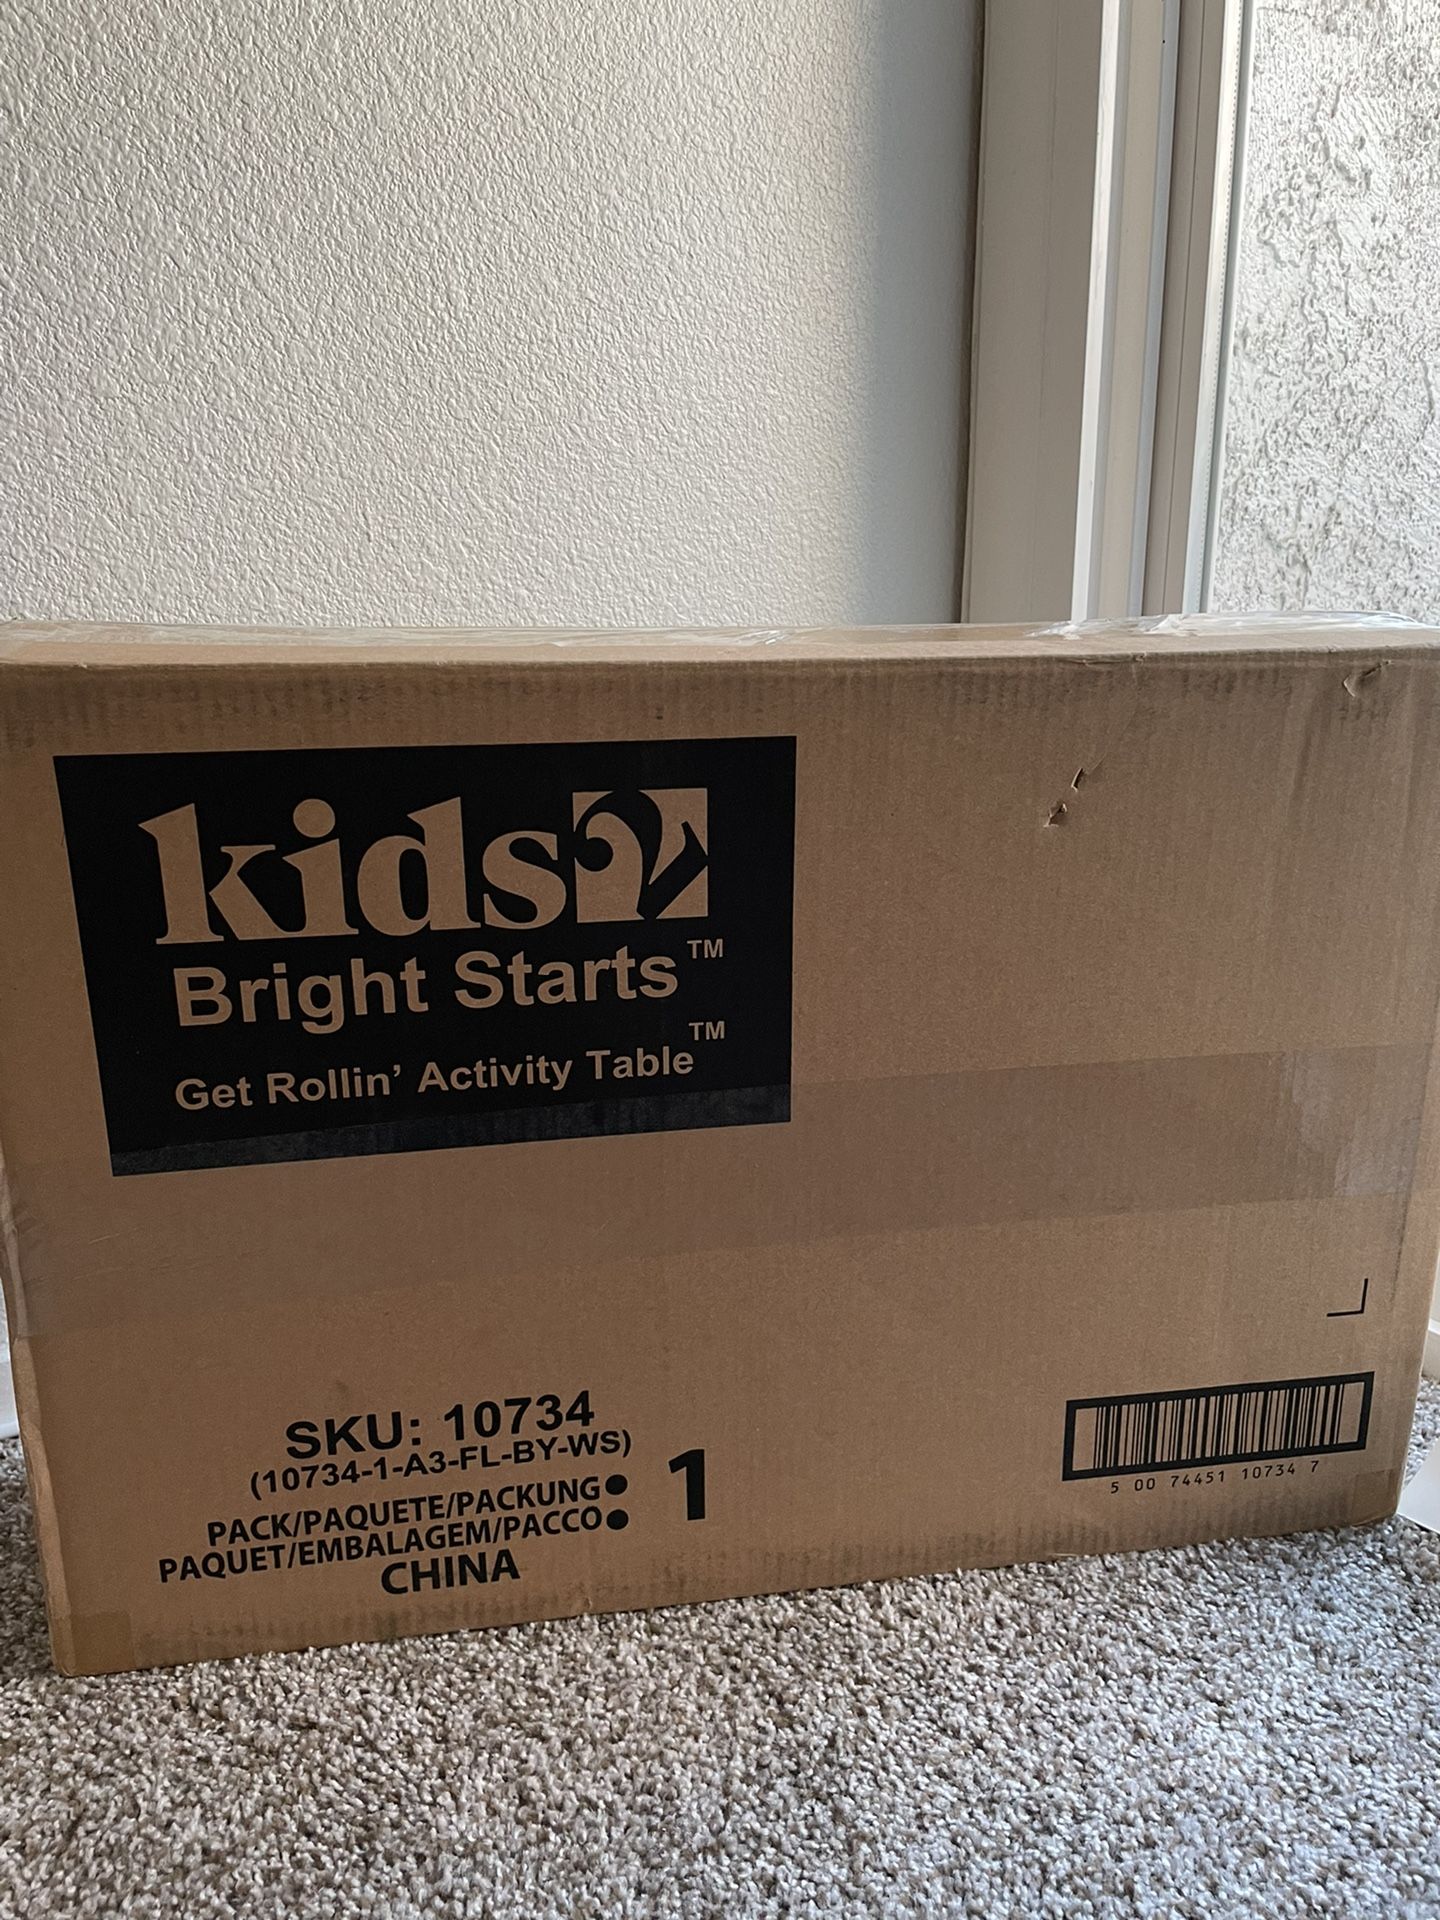 kids2
Bright Starts™
Get Rollin’ Activity Table™
SKU: 10734
(10734-1-A3-FL-BY-WS)
PACK/PAQUETE/PACKUNG:
PAQUET/EMBALAGEM/PACCO: 1
CHINA
5 00 74451 10734 7